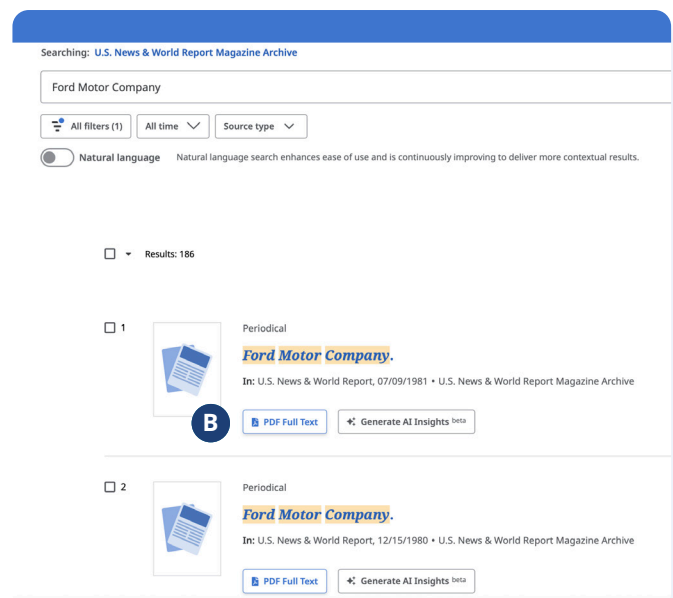 Searching: U.S. News & World Report Magazine Archive
Ford Motor Company
All filters (1) All time Source type
Natural language Natural language search enhances ease of use and is continuously improving to deliver more contextual results.
Results: 186
1 Periodical
Ford Motor Company.
In: U.S. News & World Report, 07/09/1981 • U.S. News & World Report Magazine Archive
B PDF Full Text Generate AI Insights beta
2 Periodical
Ford Motor Company.
In: U.S. News & World Report, 12/15/1980 • U.S. News & World Report Magazine Archive
PDF Full Text Generate AI Insights beta